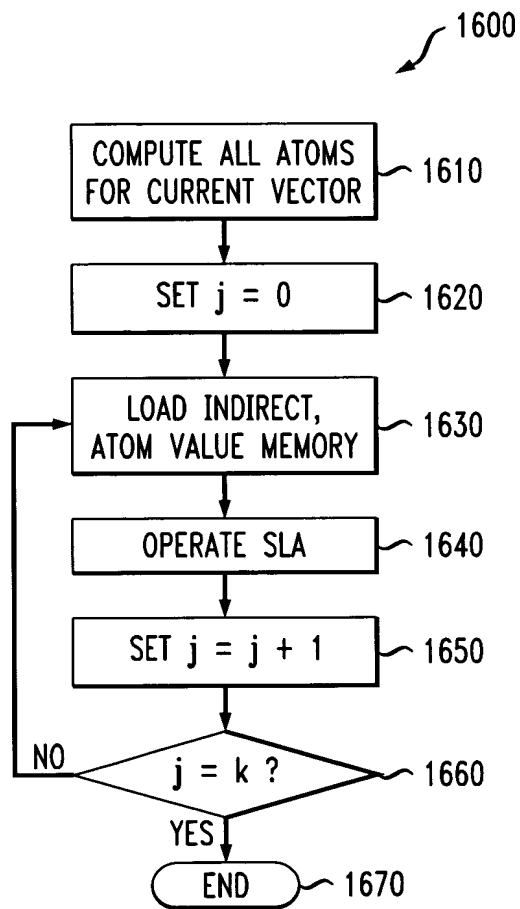 1600
COMPUTE ALL ATOMS
FOR CURRENT VECTOR
1610
SET j = 0
1620
LOAD INDIRECT,
ATOM VALUE MEMORY
1630
OPERATE SLA
1640
SET j = j + 1
1650
j = k ?
1660
NO
YES
END
1670